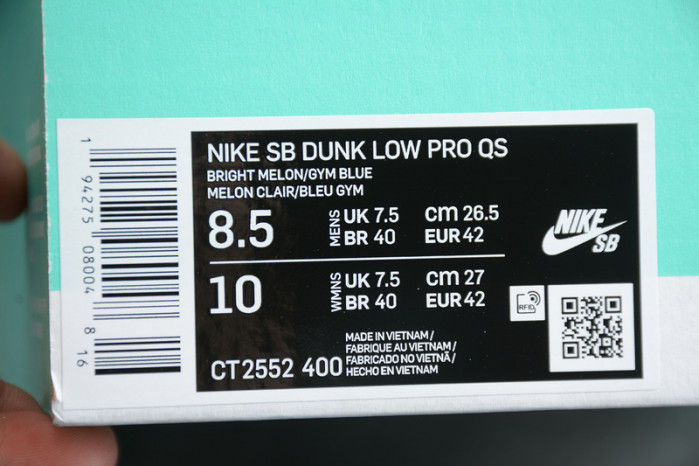 NIKE SB DUNK LOW PRO QS
BRIGHT MELON/GYM BLUE
MELON CLAIR/BLEU GYM
8.5 MENS UK 7.5 cm 26.5
BR 40 EUR 42
10 WMNS UK 7.5 cm 27
BR 40 EUR 42
CT2552 400
MADE IN VIETNAM /
FABRIQUE AU VIETNAM /
FABRICADO NO VIETNÃ /
HECHO EN VIETNAM
NIKE
SB
RFID
1 94275 08004 8 16